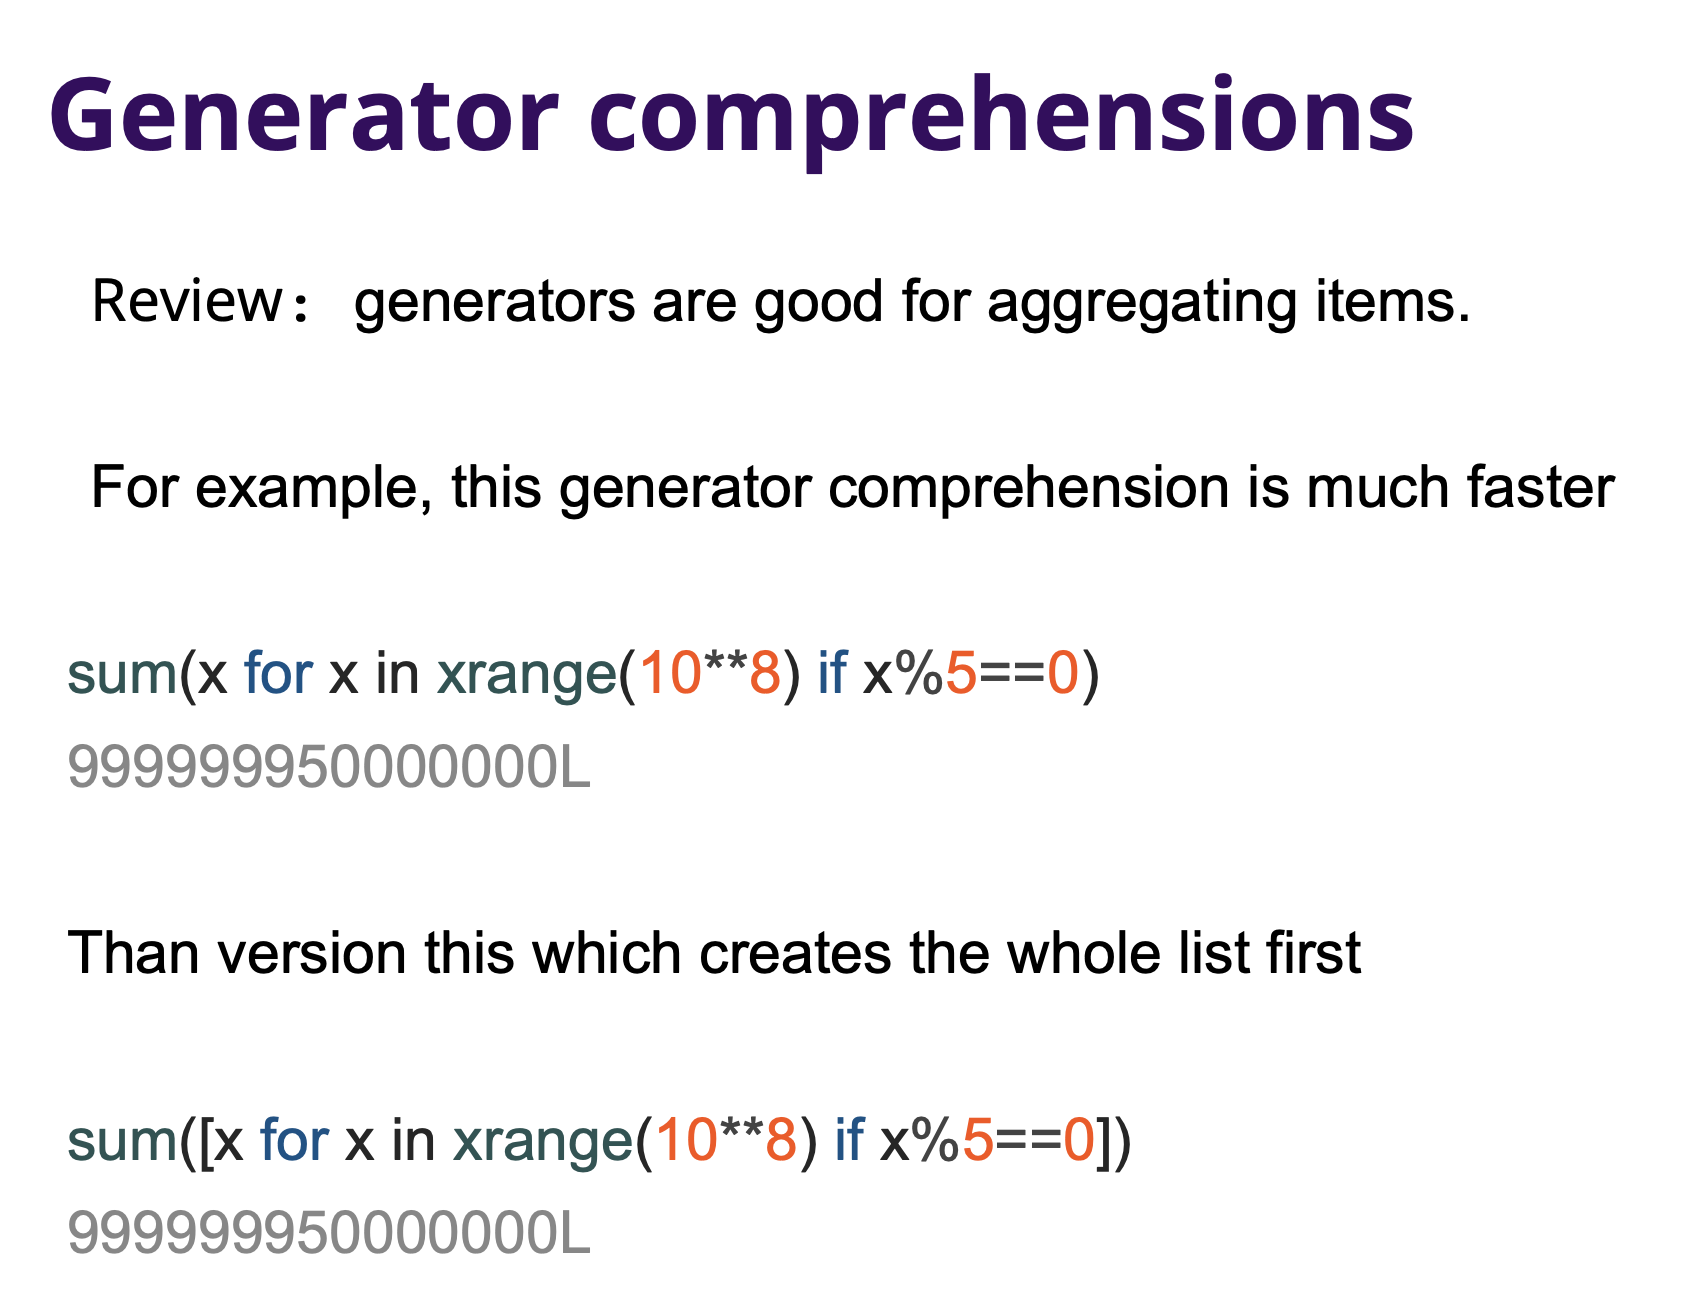 Generator comprehensions
Review: generators are good for aggregating items.
For example, this generator comprehension is much faster
sum(x for x in xrange(10**8) if x%5==0)
999999950000000L
Than version this which creates the whole list first
sum([x for x in xrange(10**8) if x%5==0])
999999950000000L